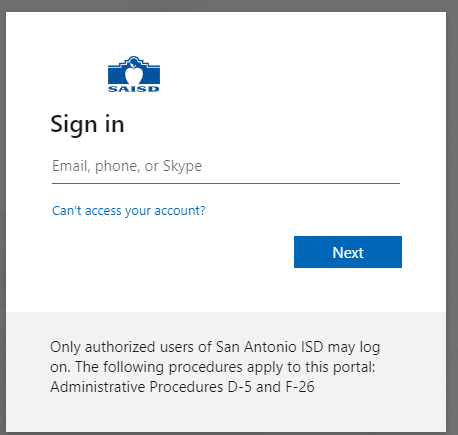 SAISD
Sign in
Email, phone, or Skype
Can't access your account?
Next
Only authorized users of San Antonio ISD may log
on. The following procedures apply to this portal:
Administrative Procedures D-5 and F-26